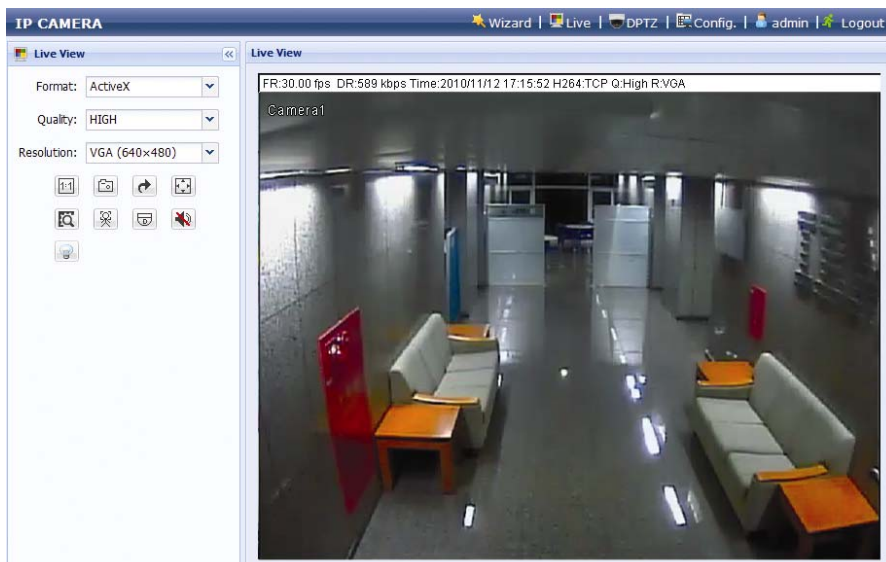 IP CAMERA
Wizard | Live | DPTZ | Config. | admin | Logout
Live View
Format: ActiveX
Quality: HIGH
Resolution: VGA (640×480)
1:1
D
Live View
FR:30.00 fps DR:589 kbps Time:2010/11/12 17:15:52 H264:TCP Q:High R:VGA
Camera1